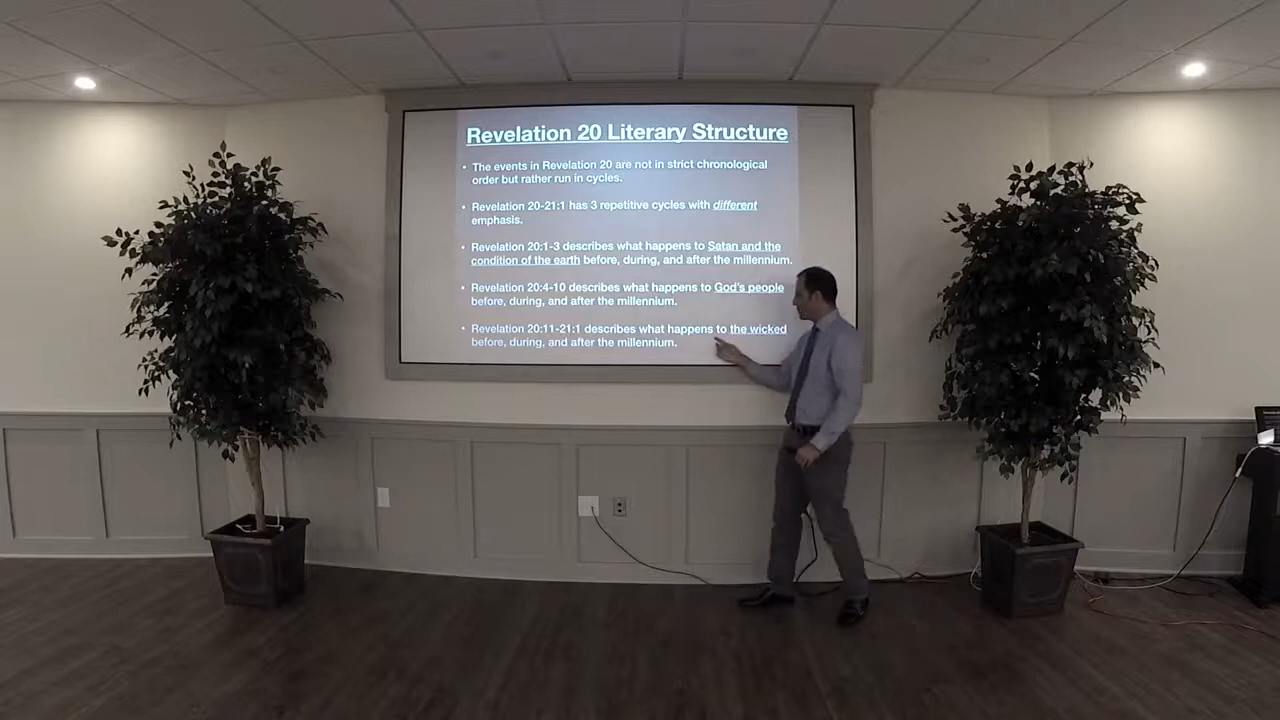 Revelation 20 Literary Structure
• The events in Revelation 20 are not in strict chronological
order but rather run in cycles.
• Revelation 20-21:1 has 3 repetitive cycles with different
emphasis.
• Revelation 20:1-3 describes what happens to Satan and the
condition of the earth before, during, and after the millennium.
• Revelation 20:4-10 describes what happens to God's people
before, during, and after the millennium.
• Revelation 20:11-21:1 describes what happens to the wicked
before, during, and after the millennium.